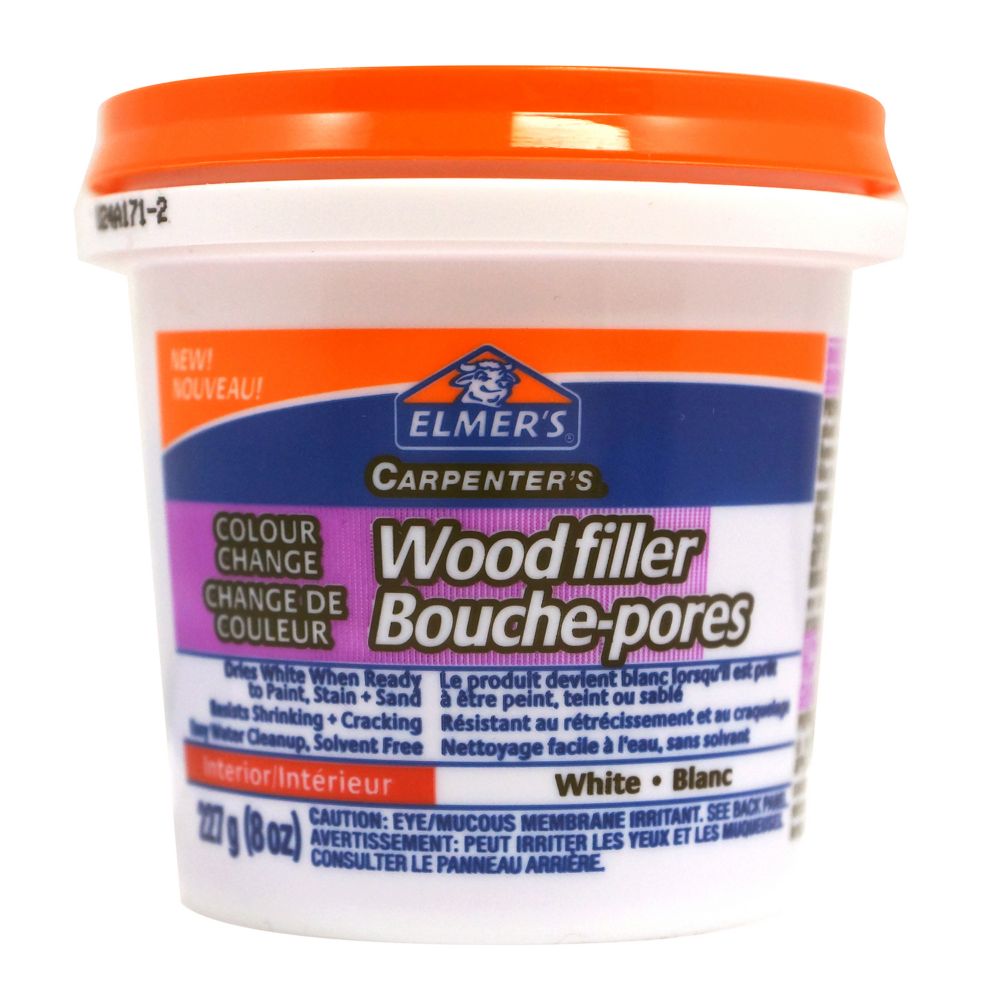 A171-2
NEW!
NOUVEAU!
ELMER'S
CARPENTER'S
COLOUR
CHANGE
CHANGE DE
COULEUR
Wood filler
Bouche-pores
Dries White When Ready
to Paint, Stain + Sand
Resists Shrinking + Cracking
Easy Water Cleanup, Solvent Free
Le produit devient blanc lorsqu'il est prêt
à être peint, teint ou sablé
Résistant au rétrécissement et au craquelage
Nettoyage facile à l'eau, sans solvant
Interior/Intérieur
White • Blanc
227 g (8 oz)
CAUTION: EYE/MUCOUS MEMBRANE IRRITANT. SEE BACK PANEL.
AVERTISSEMENT: PEUT IRRITER LES YEUX ET LES MUQUEUSES.
CONSULTER LE PANNEAU ARRIÈRE.